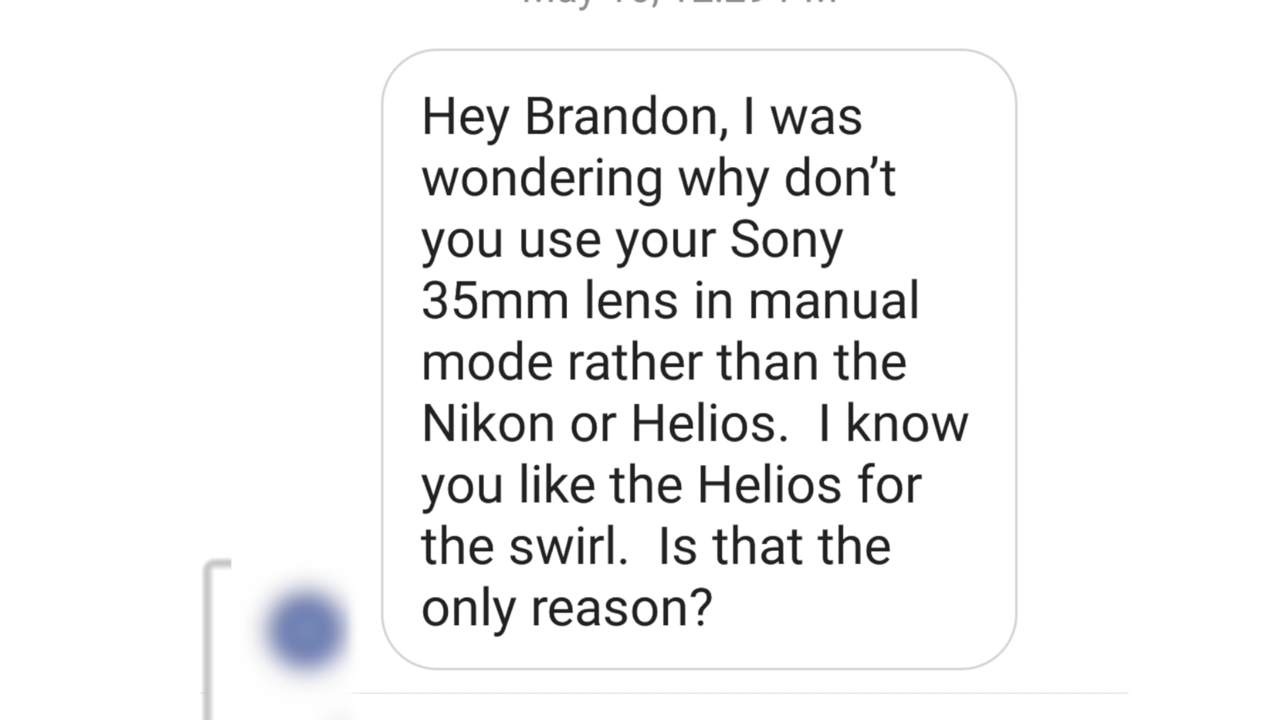 Hey Brandon, I was
wondering why don’t
you use your Sony
35mm lens in manual
mode rather than the
Nikon or Helios.  I know
you like the Helios for
the swirl.  Is that the
only reason?